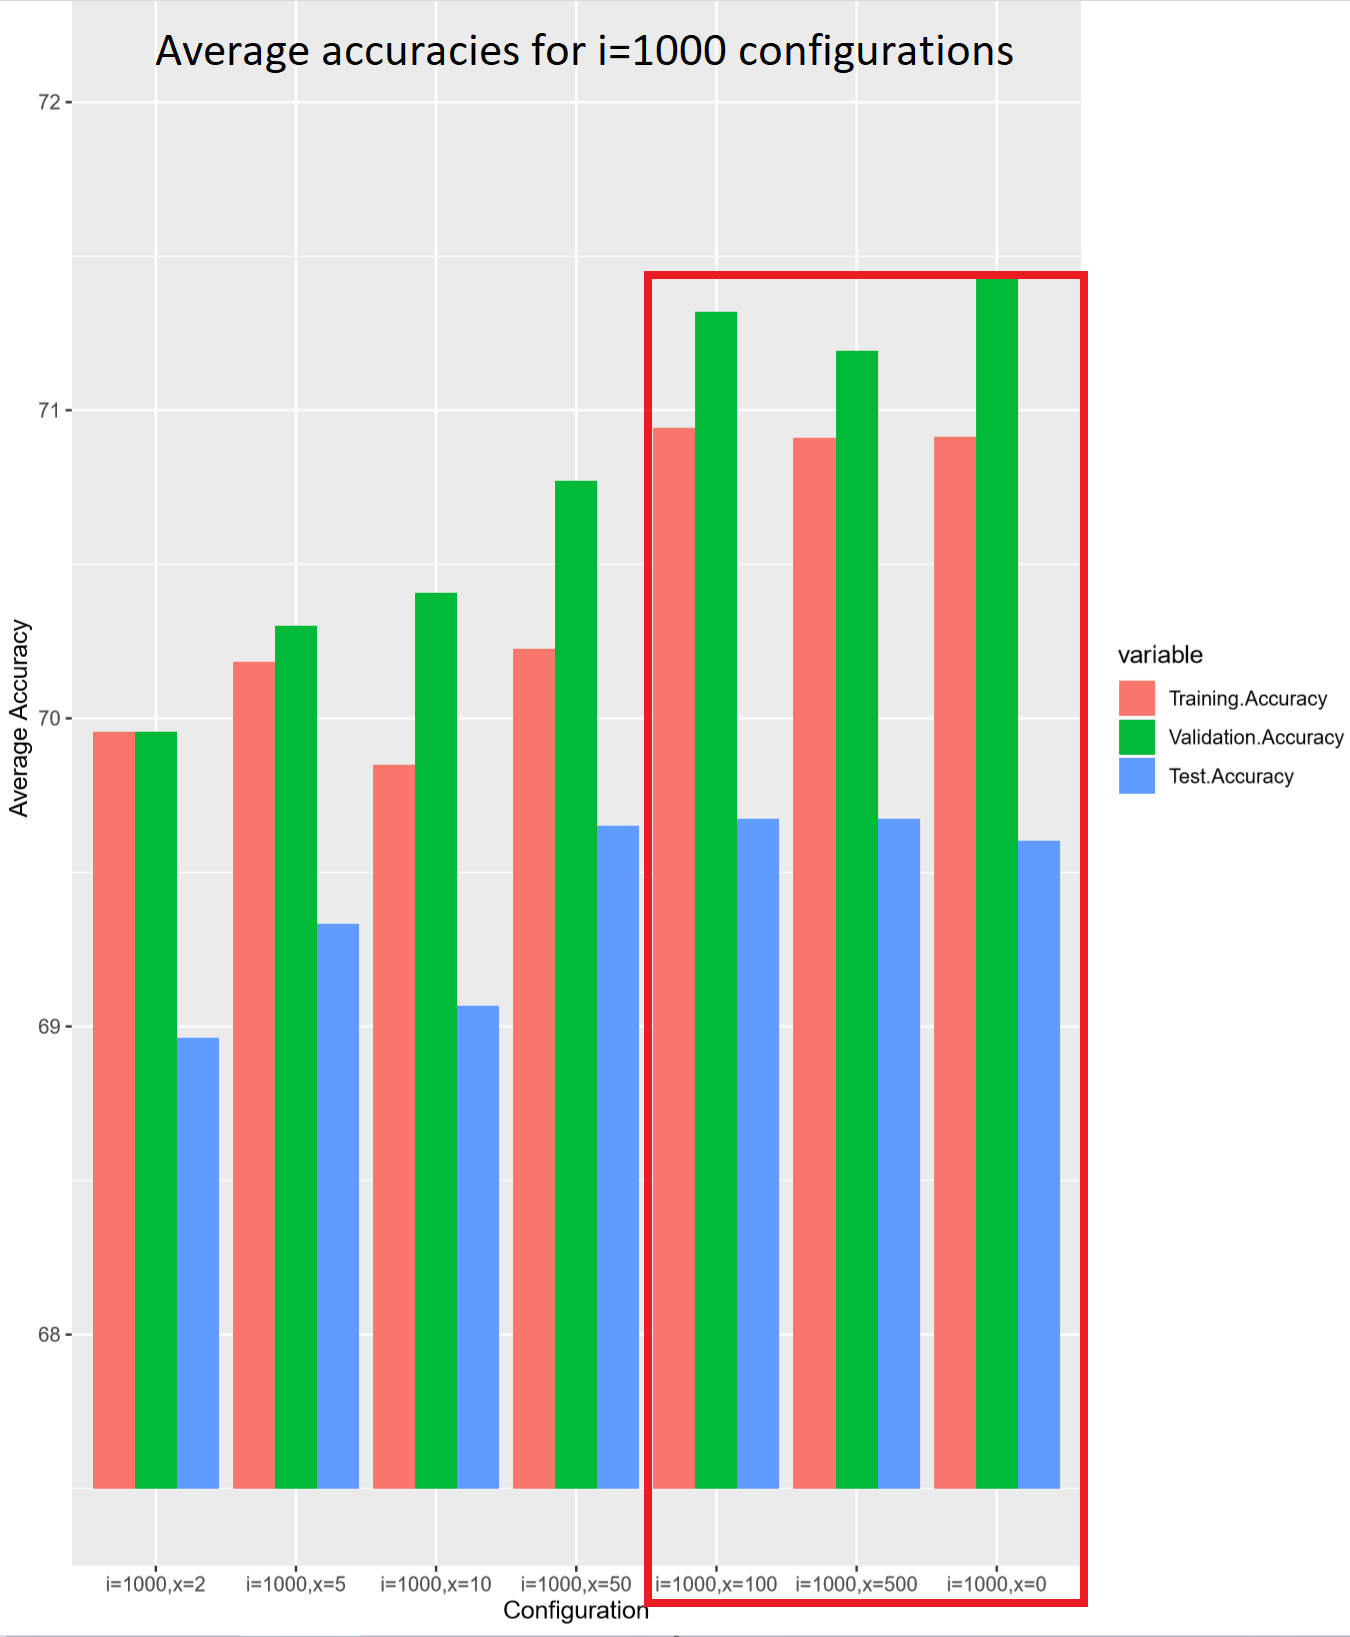 Average accuracies for i=1000 configurations
72
71
70
69
68
Average Accuracy
i=1000,x=2
i=1000,x=5
i=1000,x=10
i=1000,x=50
i=1000,x=100
i=1000,x=500
i=1000,x=0
Configuration
variable
Training.Accuracy
Validation.Accuracy
Test.Accuracy